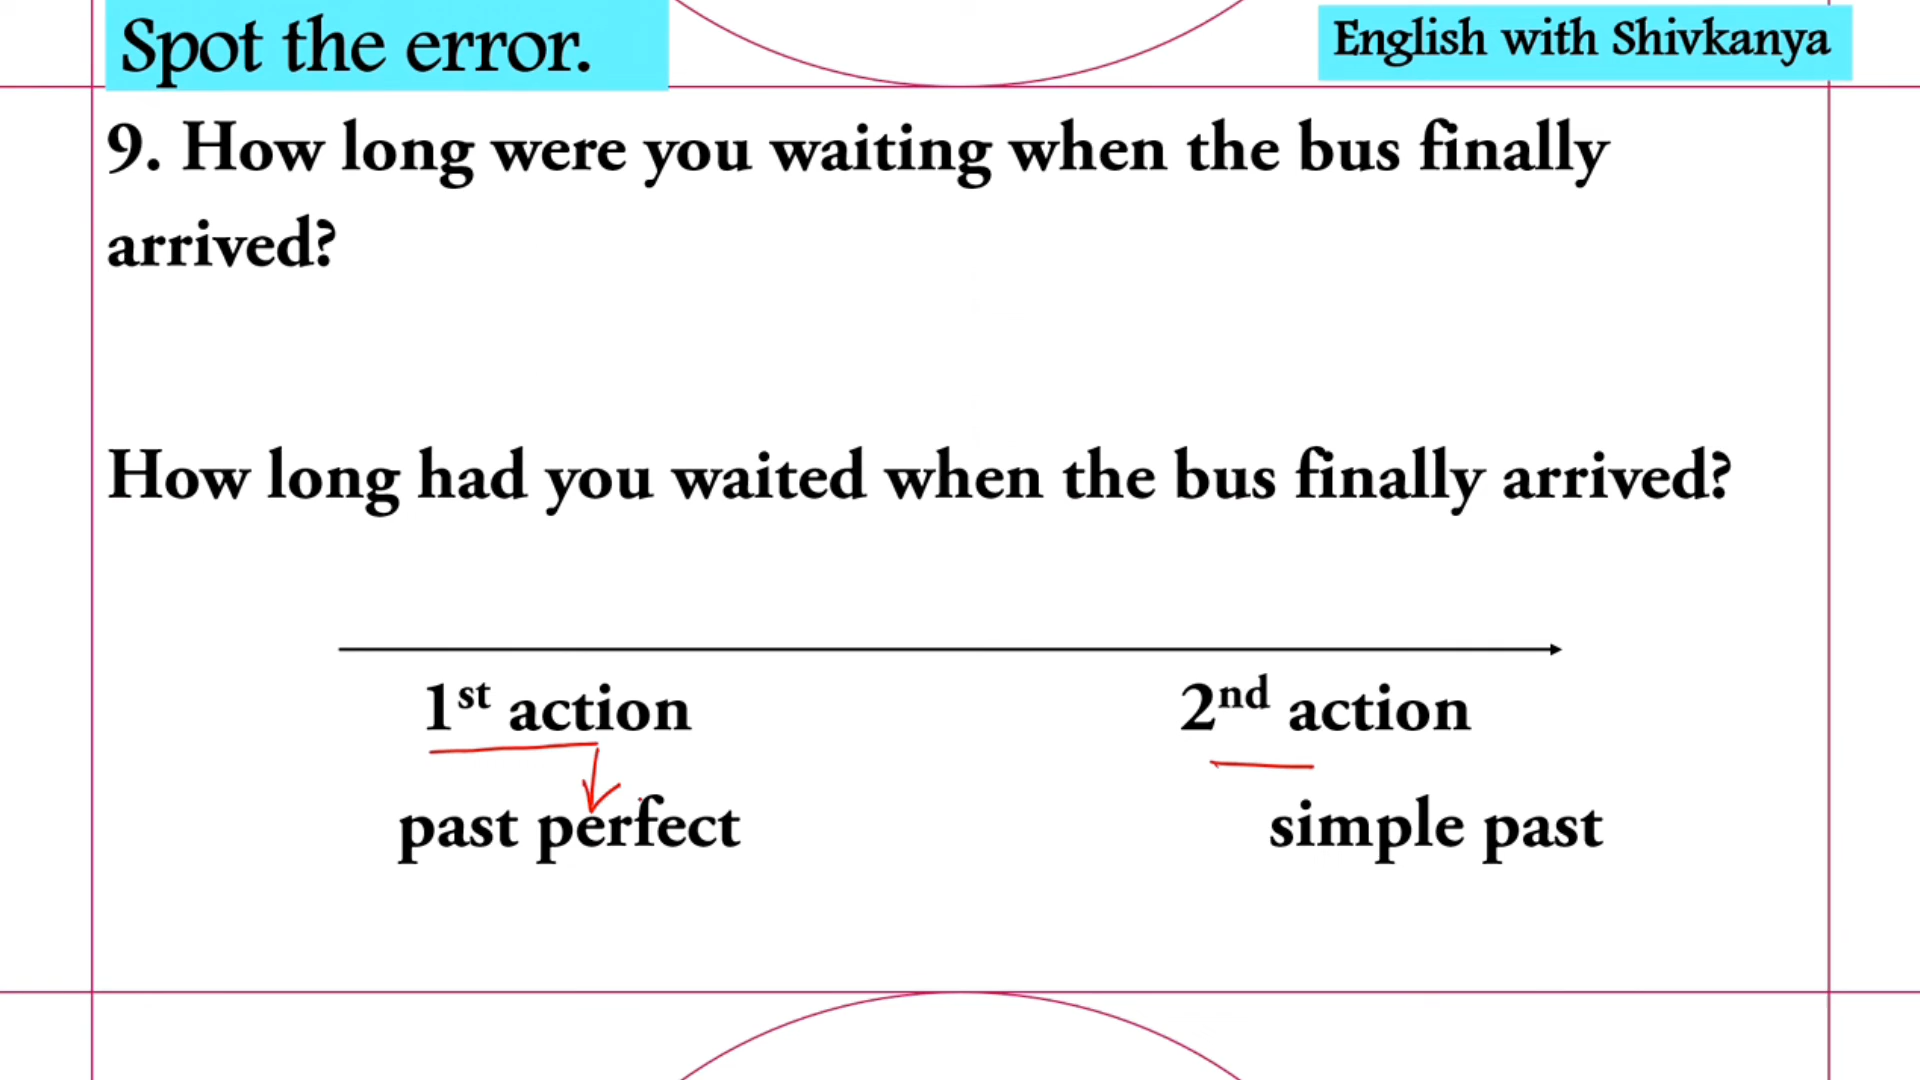 Spot the error.
English with Shivkanya
9. How long were you waiting when the bus finally
arrived?
How long had you waited when the bus finally arrived?
1st action
2nd action
past perfect
simple past